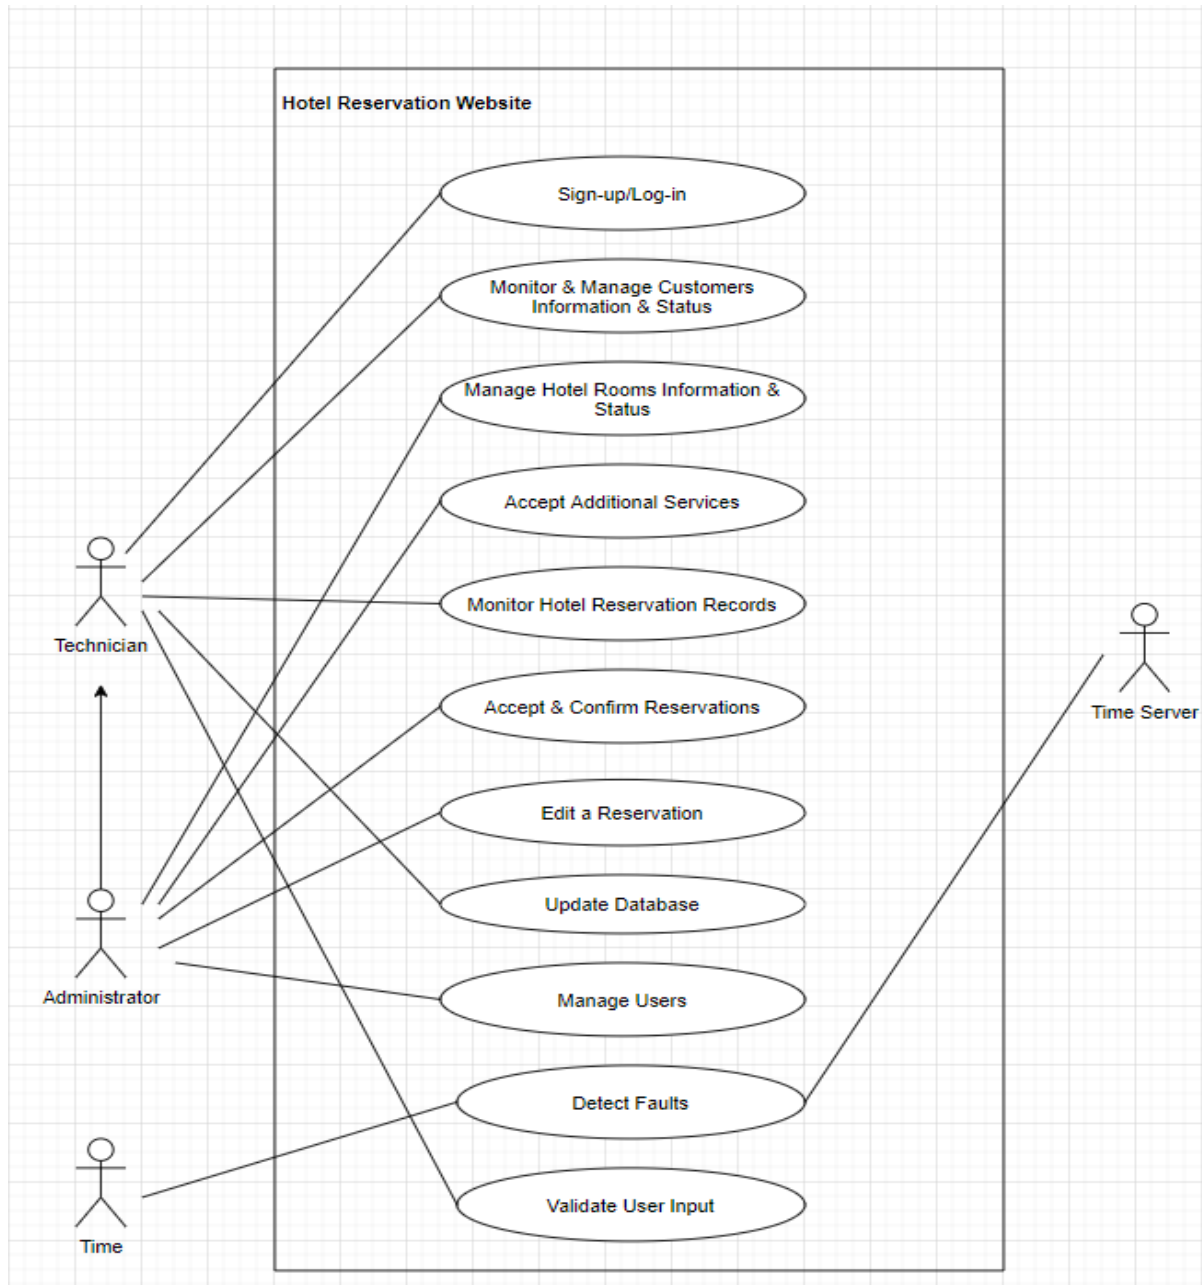 Hotel Reservation Website
Sign-up/Log-in
Monitor & Manage Customers
Information & Status
Manage Hotel Rooms Information &
Status
Accept Additional Services
Technician
Monitor Hotel Reservation Records
Time Server
Accept & Confirm Reservations
Edit a Reservation
Update Database
Administrator
Manage Users
Detect Faults
Time
Validate User Input